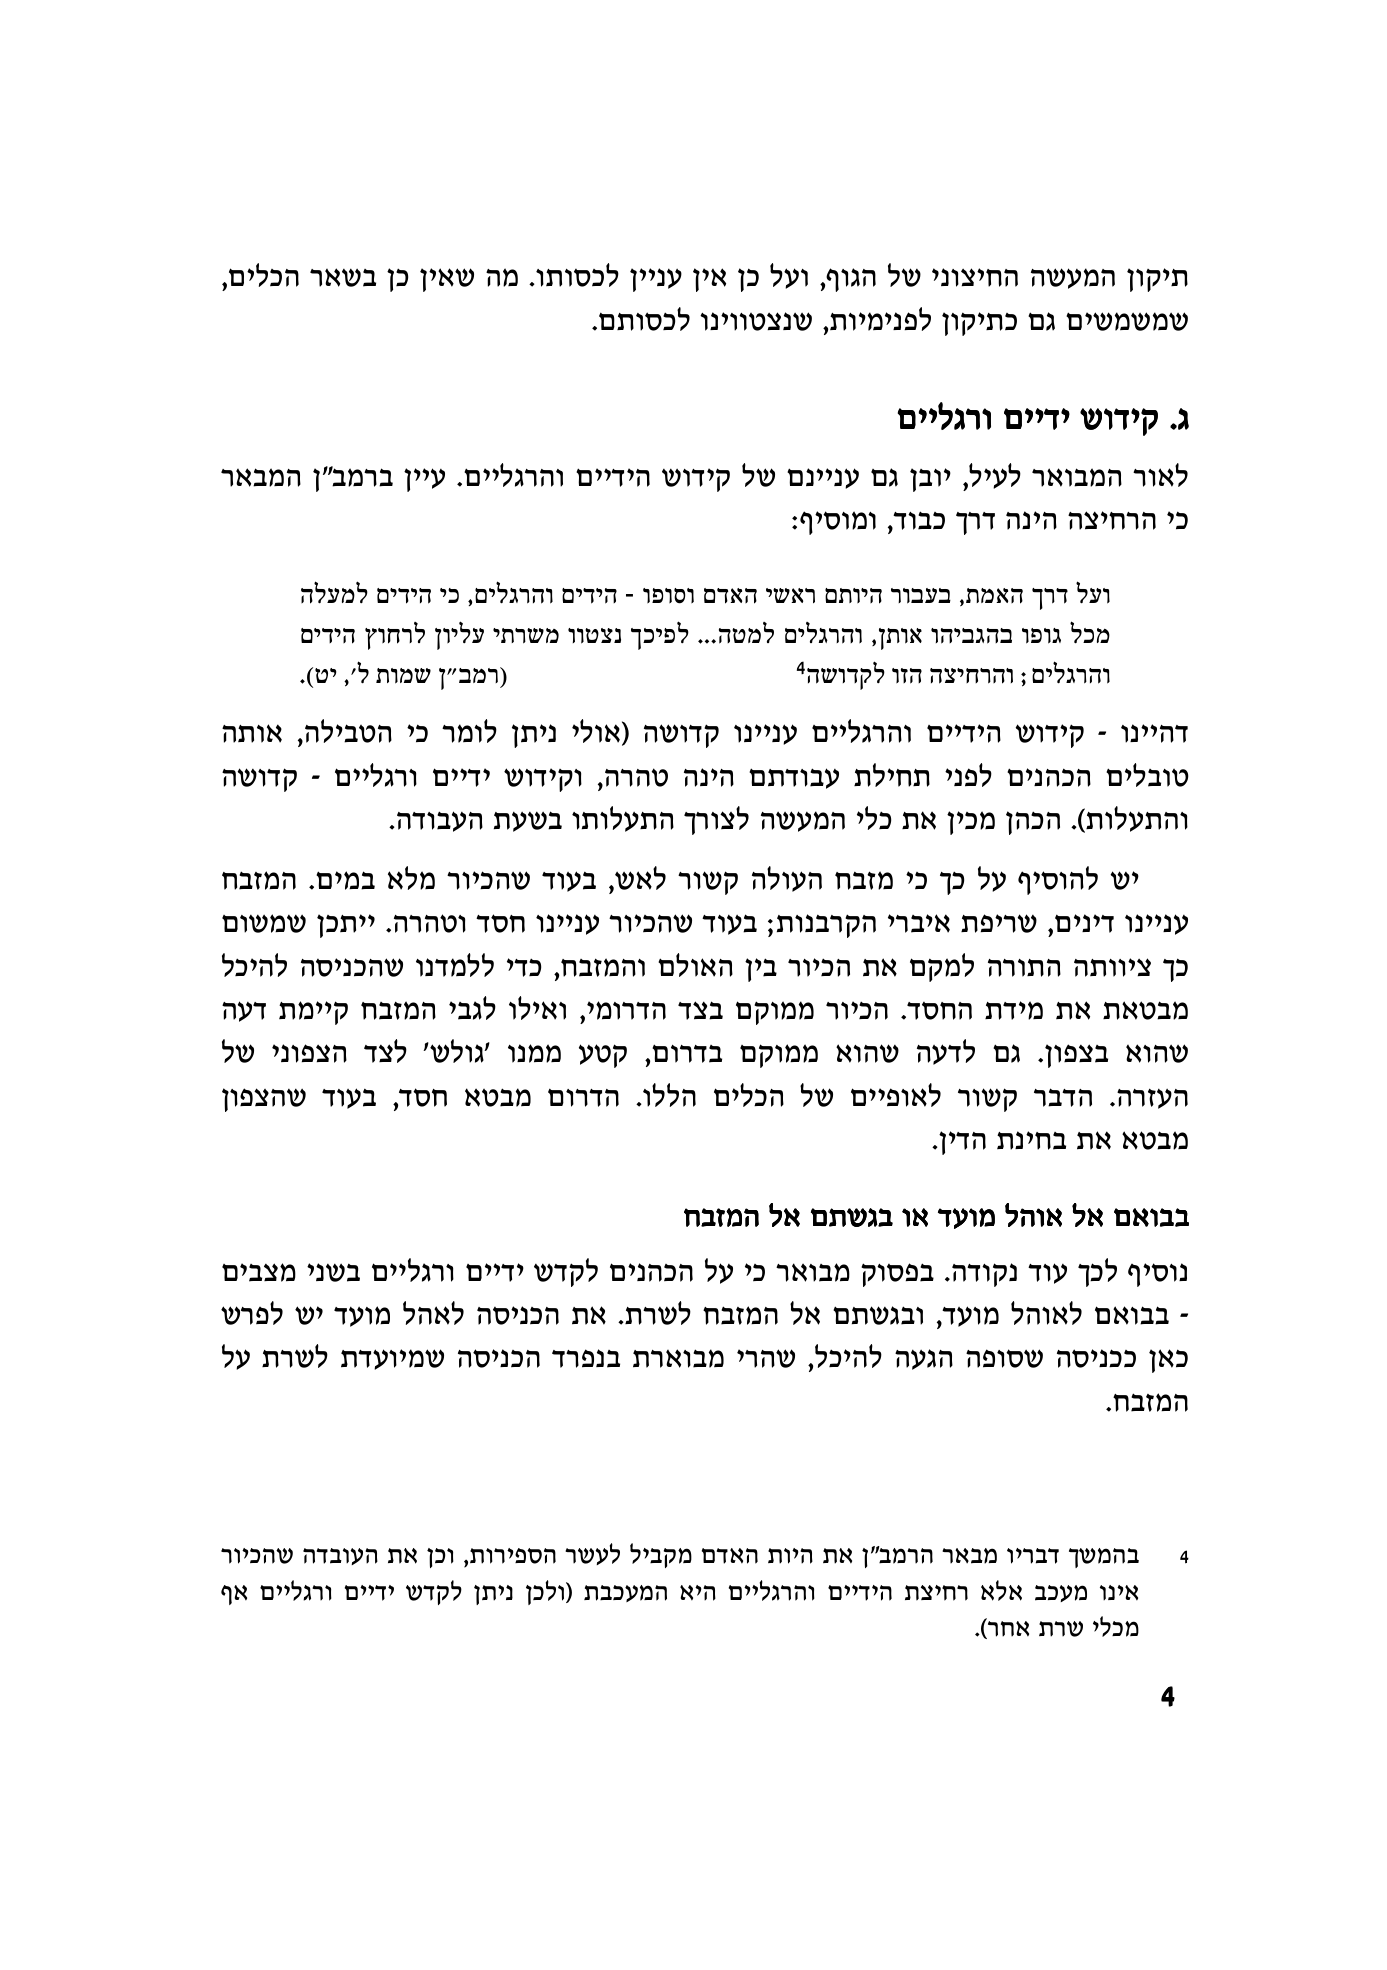 תיקון המעשה החיצוני של הגוף, ועל כן אין עניין לכסותו. מה שאין כן בשאר הכלים,
שמשמשים גם כתיקון לפנימיות, שנצטווינו לכסותם.
ג. קידוש ידיים ורגליים
לאור המבואר לעיל, יובן גם עניינם של קידוש הידיים והרגליים. עיין ברמב"ן המבאר
כי הרחיצה הינה דרך כבוד, ומוסיף:
ועל דרך האמת, בעבור היותם ראשי האדם וסופו - הידים והרגלים, כי הידים למעלה
מכל גופו בהגביהו אותן, והרגלים למטה... לפיכך נצטוו משרתי עליון לרחוץ הידים
והרגלים; והרחיצה הזו לקדושה4 (רמב"ן שמות ל', יט).
דהיינו - קידוש הידיים והרגליים עניינו קדושה (אולי ניתן לומר כי הטבילה, אותה
טובלים הכהנים לפני תחילת עבודתם הינה טהרה, וקידוש ידיים ורגליים - קדושה
והתעלות). הכהן מכין את כלי המעשה לצורך התעלותו בשעת העבודה.
יש להוסיף על כך כי מזבח העולה קשור לאש, בעוד שהכיור מלא במים. המזבח
עניינו דינים, שריפת איברי הקרבנות; בעוד שהכיור עניינו חסד וטהרה. ייתכן שמשום
כך ציוותה התורה למקם את הכיור בין האולם והמזבח, כדי ללמדנו שהכניסה להיכל
מבטאת את מידת החסד. הכיור ממוקם בצד הדרומי, ואילו לגבי המזבח קיימת דעה
שהוא בצפון. גם לדעה שהוא ממוקם בדרום, קטע ממנו 'גולש' לצד הצפוני של
העזרה. הדבר קשור לאופיים של הכלים הללו. הדרום מבטא חסד, בעוד שהצפון
מבטא את בחינת הדין.
בבואם אל אוהל מועד או בגשתם אל המזבח
נוסיף לכך עוד נקודה. בפסוק מבואר כי על הכהנים לקדש ידיים ורגליים בשני מצבים
- בבואם לאוהל מועד, ובגשתם אל המזבח לשרת. את הכניסה לאהל מועד יש לפרש
כאן ככניסה שסופה הגעה להיכל, שהרי מבוארת בנפרד הכניסה שמיועדת לשרת על
המזבח.
4 בהמשך דבריו מבאר הרמב"ן את היות האדם מקביל לעשר הספירות, וכן את העובדה שהכיור
אינו מעכב אלא רחיצת הידיים והרגליים היא המעכבת (ולכן ניתן לקדש ידיים ורגליים אף
מכלי שרת אחר).
4